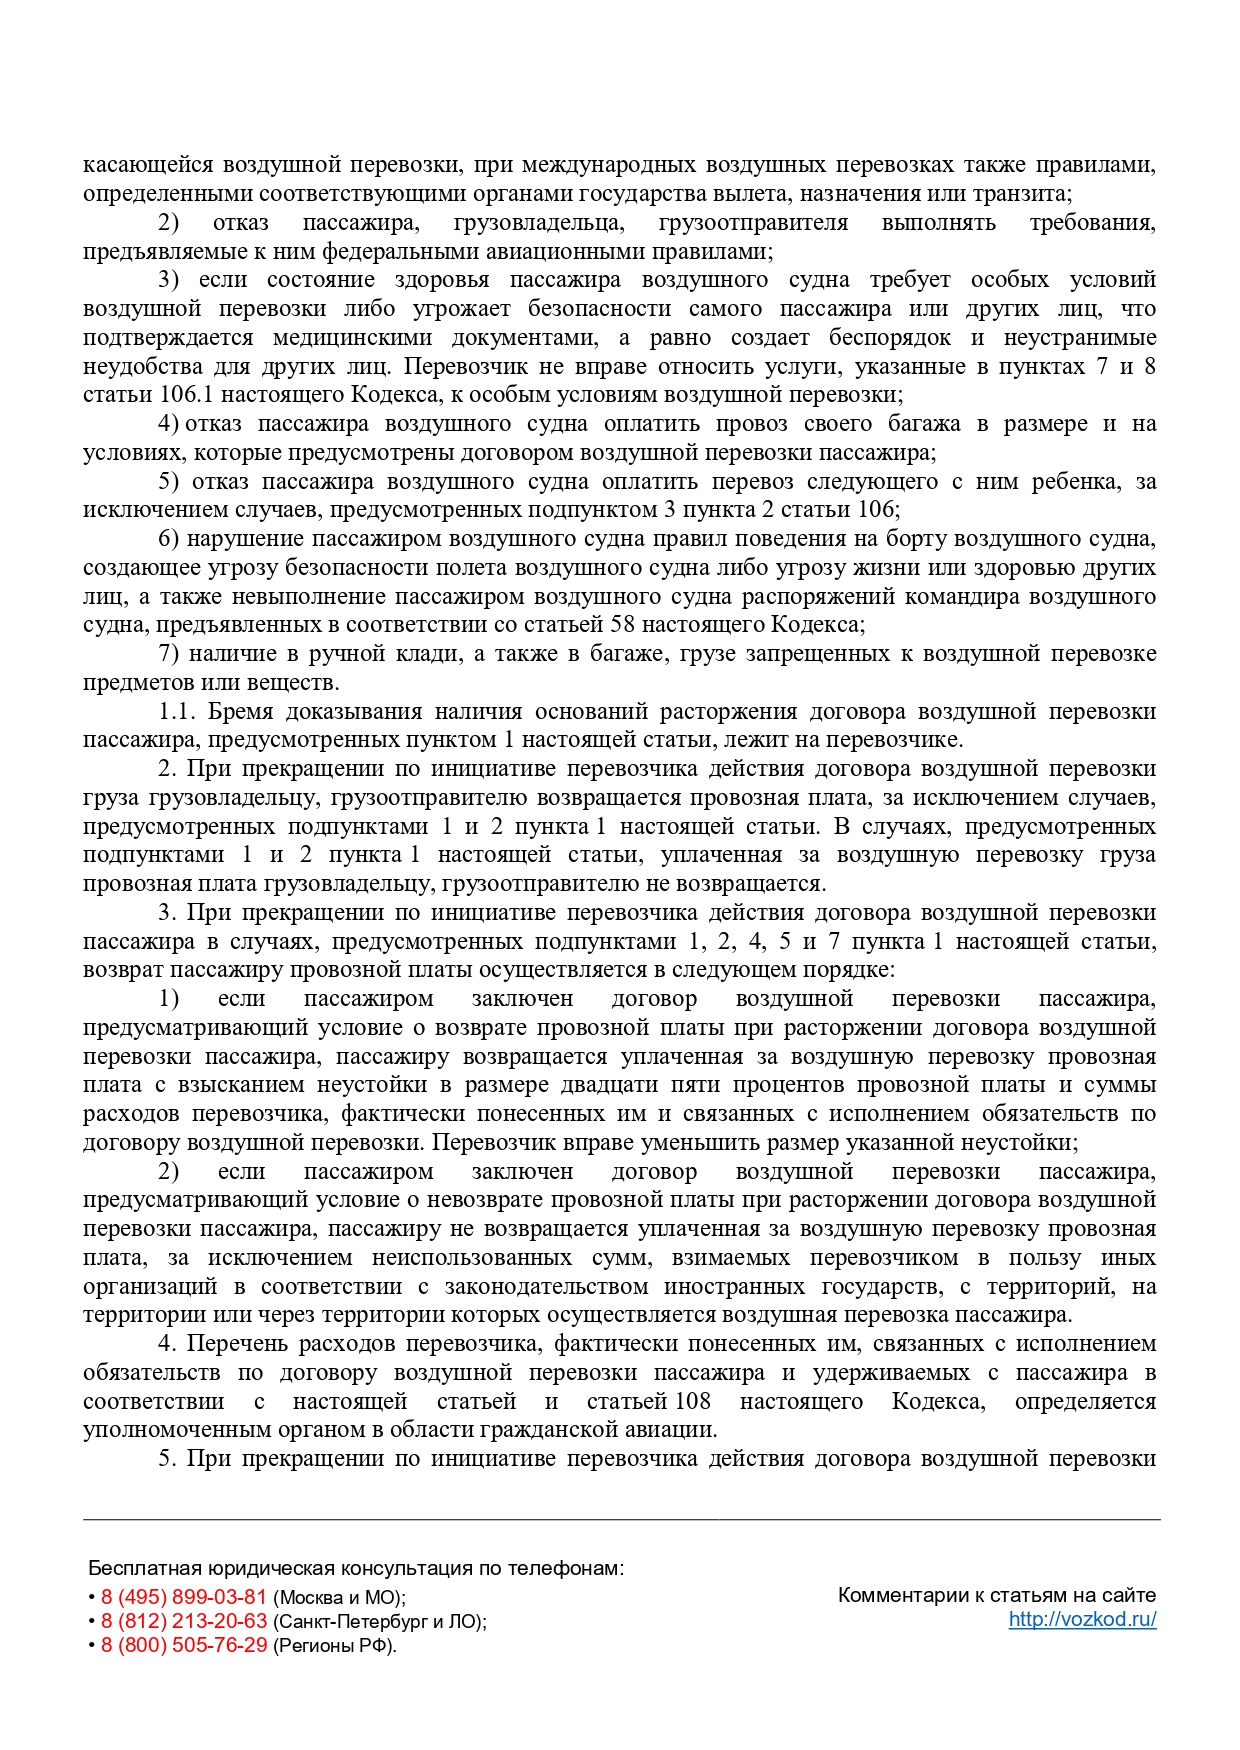 касающейся воздушной перевозки, при международных воздушных перевозках также правилами,
определенными соответствующими органами государства вылета, назначения или транзита;
2) отказ пассажира, грузовладельца, грузоотправителя выполнять требования,
предъявляемые к ним федеральными авиационными правилами;
3) если состояние здоровья пассажира воздушного судна требует особых условий
воздушной перевозки либо угрожает безопасности самого пассажира или других лиц, что
подтверждается медицинскими документами, а равно создает беспорядок и неустранимые
неудобства для других лиц. Перевозчик не вправе относить услуги, указанные в пунктах 7 и 8
статьи 106.1 настоящего Кодекса, к особым условиям воздушной перевозки;
4) отказ пассажира воздушного судна оплатить провоз своего багажа в размере и на
условиях, которые предусмотрены договором воздушной перевозки пассажира;
5) отказ пассажира воздушного судна оплатить перевоз следующего с ним ребенка, за
исключением случаев, предусмотренных подпунктом 3 пункта 2 статьи 106;
6) нарушение пассажиром воздушного судна правил поведения на борту воздушного судна,
создающее угрозу безопасности полета воздушного судна либо угрозу жизни или здоровью других
лиц, а также невыполнение пассажиром воздушного судна распоряжений командира воздушного
судна, предъявленных в соответствии со статьей 58 настоящего Кодекса;
7) наличие в ручной клади, а также в багаже, грузе запрещенных к воздушной перевозке
предметов или веществ.
1.1. Бремя доказывания наличия оснований расторжения договора воздушной перевозки
пассажира, предусмотренных пунктом 1 настоящей статьи, лежит на перевозчике.
2. При прекращении по инициативе перевозчика действия договора воздушной перевозки
груза грузовладельцу, грузоотправителю возвращается провозная плата, за исключением случаев,
предусмотренных подпунктами 1 и 2 пункта 1 настоящей статьи. В случаях, предусмотренных
подпунктами 1 и 2 пункта 1 настоящей статьи, уплаченная за воздушную перевозку груза
провозная плата грузовладельцу, грузоотправителю не возвращается.
3. При прекращении по инициативе перевозчика действия договора воздушной перевозки
пассажира в случаях, предусмотренных подпунктами 1, 2, 4, 5 и 7 пункта 1 настоящей статьи,
возврат пассажиру провозной платы осуществляется в следующем порядке:
1) если пассажиром заключен договор воздушной перевозки пассажира,
предусматривающий условие о возврате провозной платы при расторжении договора воздушной
перевозки пассажира, пассажиру возвращается уплаченная за воздушную перевозку провозная
плата с взысканием неустойки в размере двадцати пяти процентов провозной платы и суммы
расходов перевозчика, фактически понесенных им и связанных с исполнением обязательств по
договору воздушной перевозки. Перевозчик вправе уменьшить размер указанной неустойки;
2) если пассажиром заключен договор воздушной перевозки пассажира,
предусматривающий условие о невозврате провозной платы при расторжении договора воздушной
перевозки пассажира, пассажиру не возвращается уплаченная за воздушную перевозку провозная
плата, за исключением неиспользованных сумм, взимаемых перевозчиком в пользу иных
организаций в соответствии с законодательством иностранных государств, с территорий, на
территории или через территории которых осуществляется воздушная перевозка пассажира.
4. Перечень расходов перевозчика, фактически понесенных им, связанных с исполнением
обязательств по договору воздушной перевозки пассажира и удерживаемых с пассажира в
соответствии с настоящей статьей и статьей 108 настоящего Кодекса, определяется
уполномоченным органом в области гражданской авиации.
5. При прекращении по инициативе перевозчика действия договора воздушной перевозки
Бесплатная юридическая консультация по телефонам:
• 8 (495) 899-03-81 (Москва и МО);
• 8 (812) 213-20-63 (Санкт-Петербург и ЛО);
• 8 (800) 505-76-29 (Регионы РФ).
Комментарии к статьям на сайте
http://vozkod.ru/